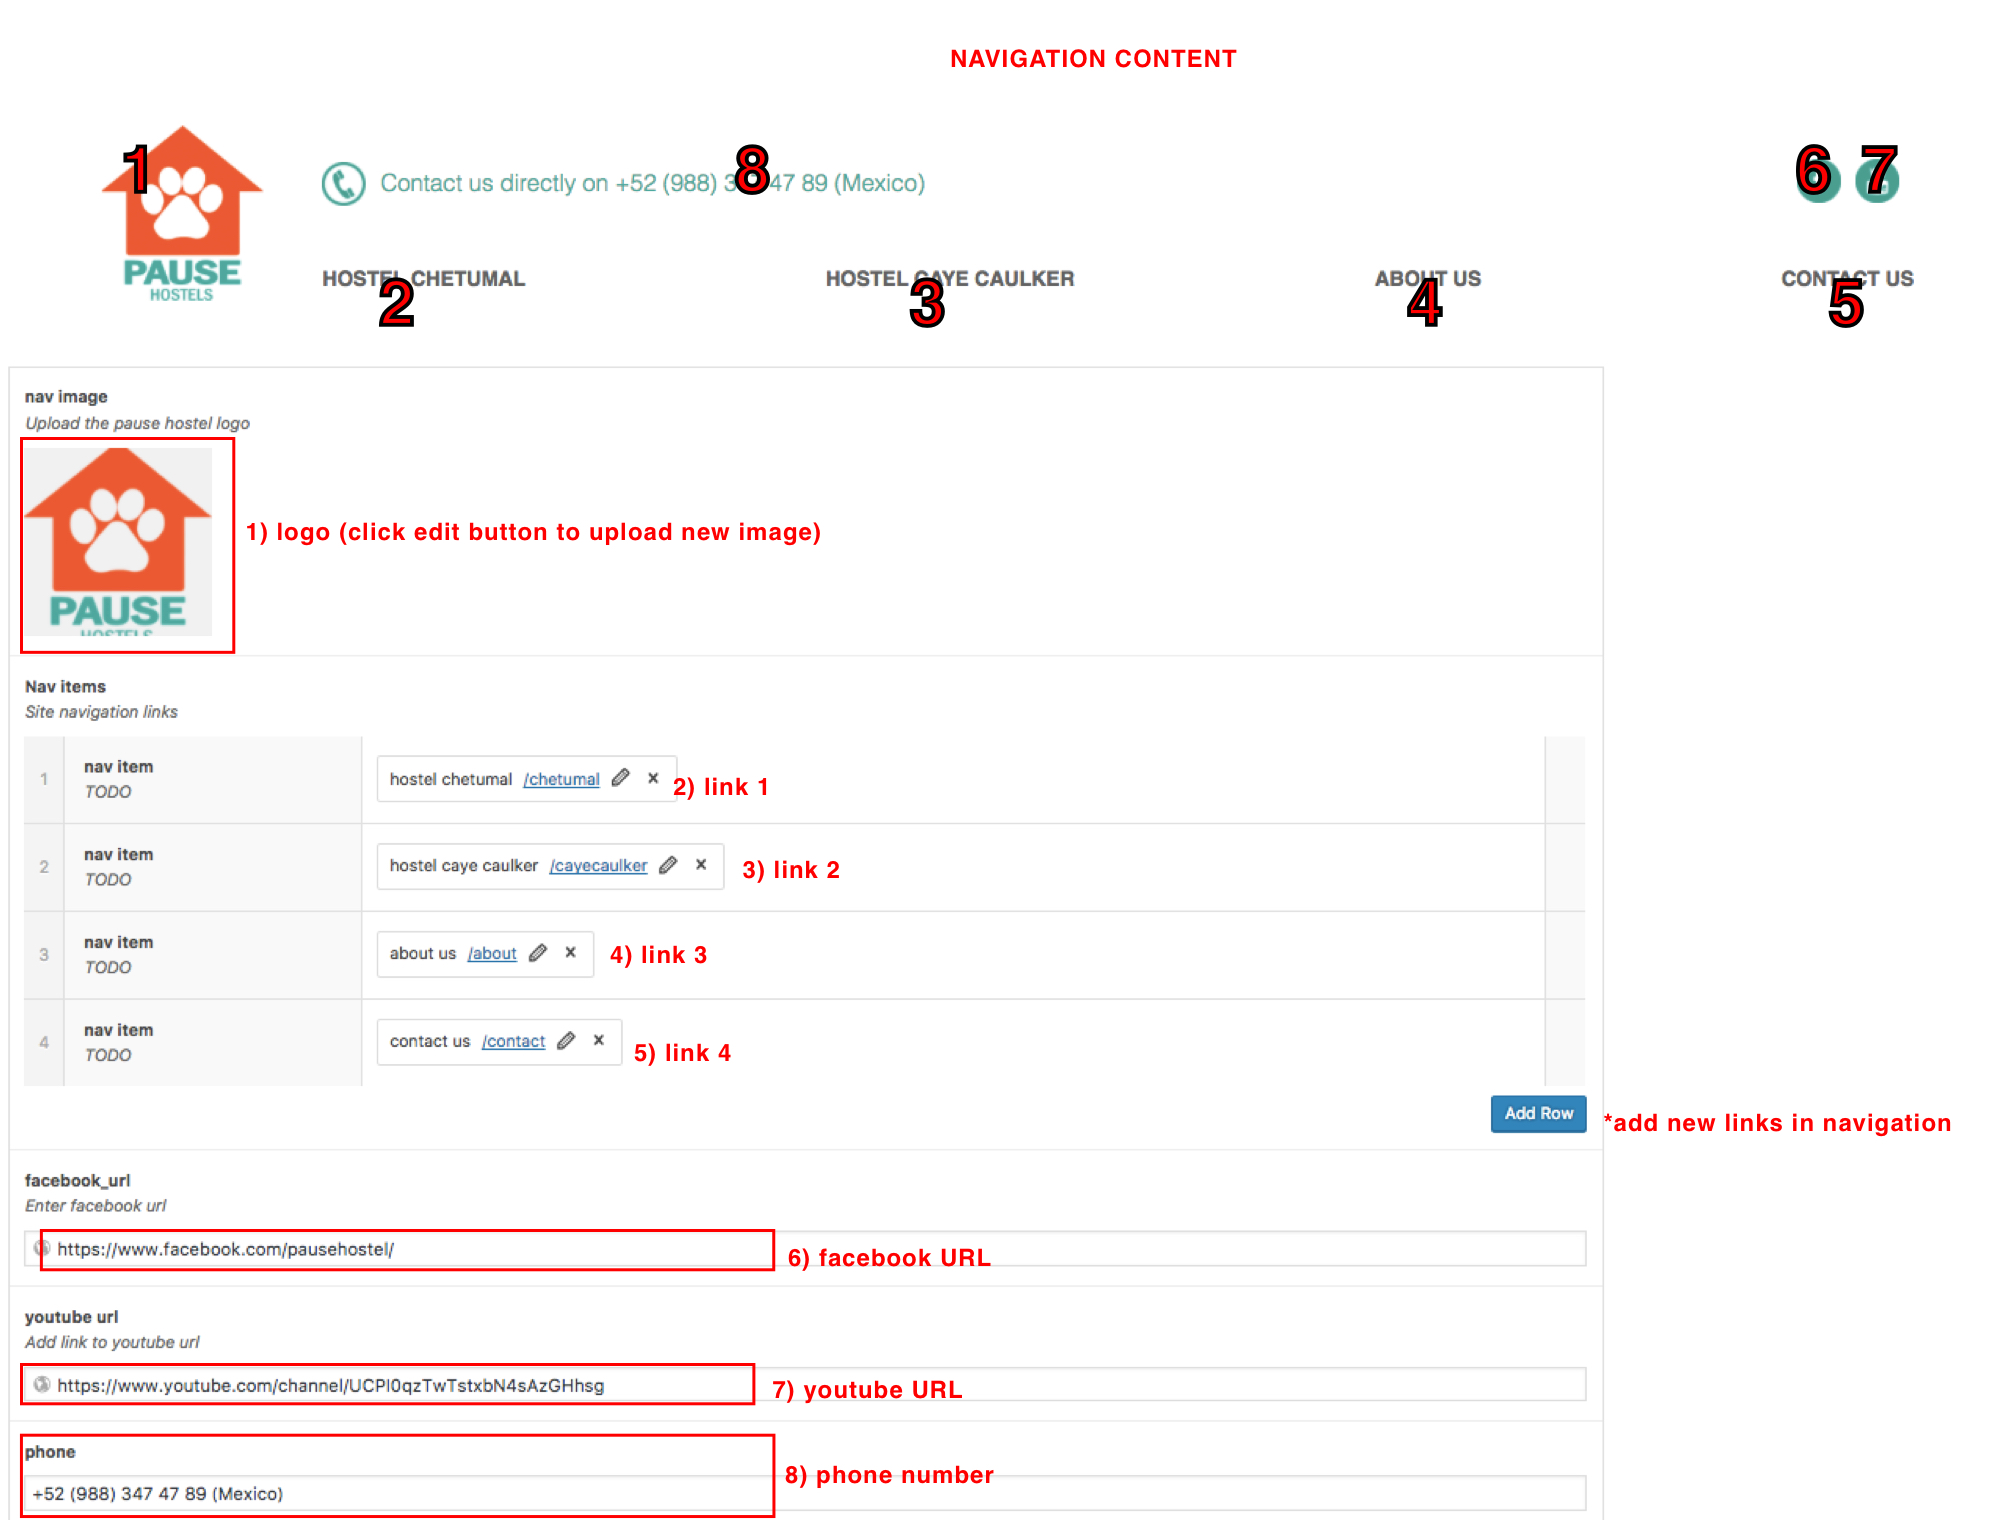 NAVIGATION CONTENT
1
PAUSE
HOSTELS
Contact us directly on +52 (988) 3 47 89 (Mexico)
8
6 7
HOSTEL CHETUMAL
2
HOSTEL CAYE CAULKER
3
ABOUT US
4
CONTACT US
5
nav image
Upload the pause hostel logo
PAUSE
HOSTELS
1) logo (click edit button to upload new image)
Nav items
Site navigation links
1
nav item
TODO
hostel chetumal /chetumal
2) link 1
2
nav item
TODO
hostel caye caulker /cayecaulker
3) link 2
3
nav item
TODO
about us /about
4) link 3
4
nav item
TODO
contact us /contact
5) link 4
Add Row
*add new links in navigation
facebook_url
Enter facebook url
https://www.facebook.com/pausehostel/
6) facebook URL
youtube url
Add link to youtube url
https://www.youtube.com/channel/UCPI0qzTwTstxbN4sAzGHhsg
7) youtube URL
phone
+52 (988) 347 47 89 (Mexico)
8) phone number